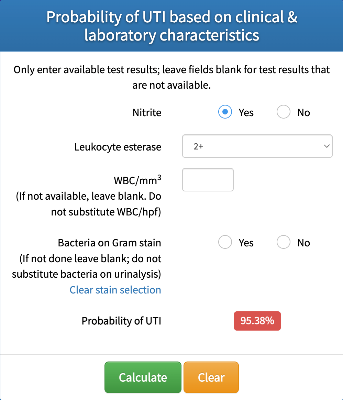 Probability of UTI based on clinical &
laboratory characteristics
Only enter available test results; leave fields blank for test results that
are not available.
Nitrite Yes No
Leukocyte esterase 2+
WBC/mm³
(If not available, leave blank. Do
not substitute WBC/hpf)
Bacteria on Gram stain Yes No
(If not done leave blank; do not
substitute bacteria on urinalysis)
Clear stain selection
Probability of UTI 95.38%
Calculate Clear